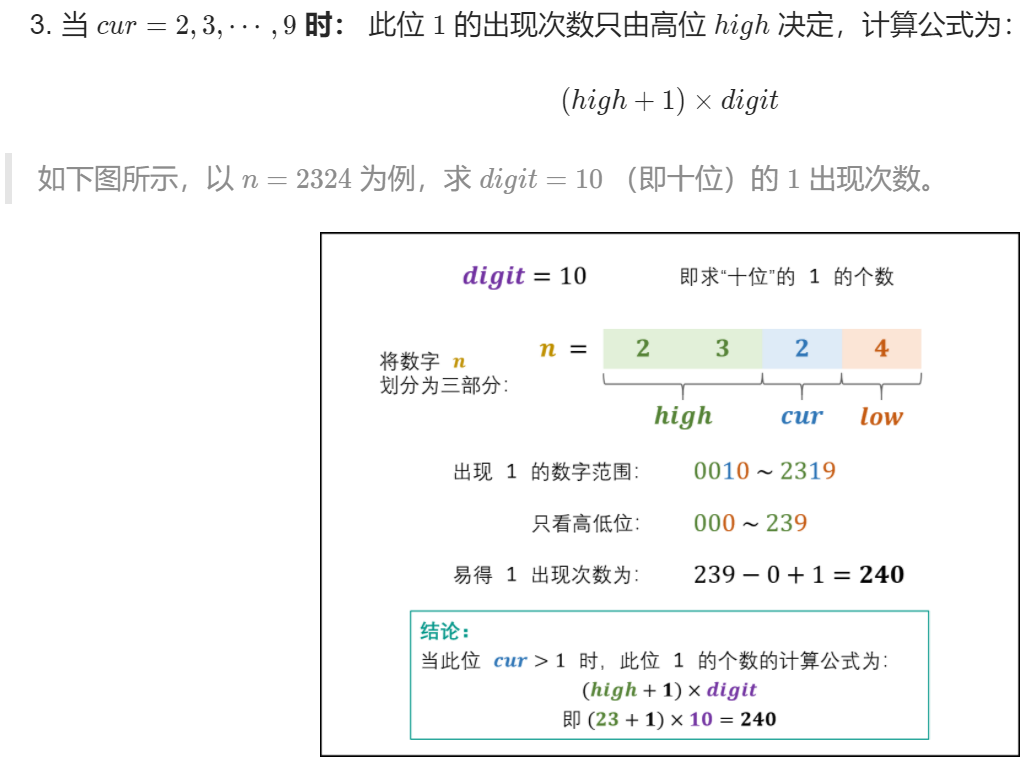 3. 当 cur = 2, 3, ⋯ , 9 时： 此位 1 的出现次数只由高位 high 决定，计算公式为：
(high + 1) × digit
如下图所示，以 n = 2324 为例，求 digit = 10 （即十位）的 1 出现次数。
digit = 10 即求“十位”的 1 的个数
将数字 n
划分为三部分：
n = 2 3 2 4
high cur low
出现 1 的数字范围： 0010 ~ 2319
只看高低位： 000 ~ 239
易得 1 出现次数为： 239 − 0 + 1 = 240
结论：
当此位 cur > 1 时，此位 1 的个数的计算公式为：
(high + 1) × digit
即 (23 + 1) × 10 = 240